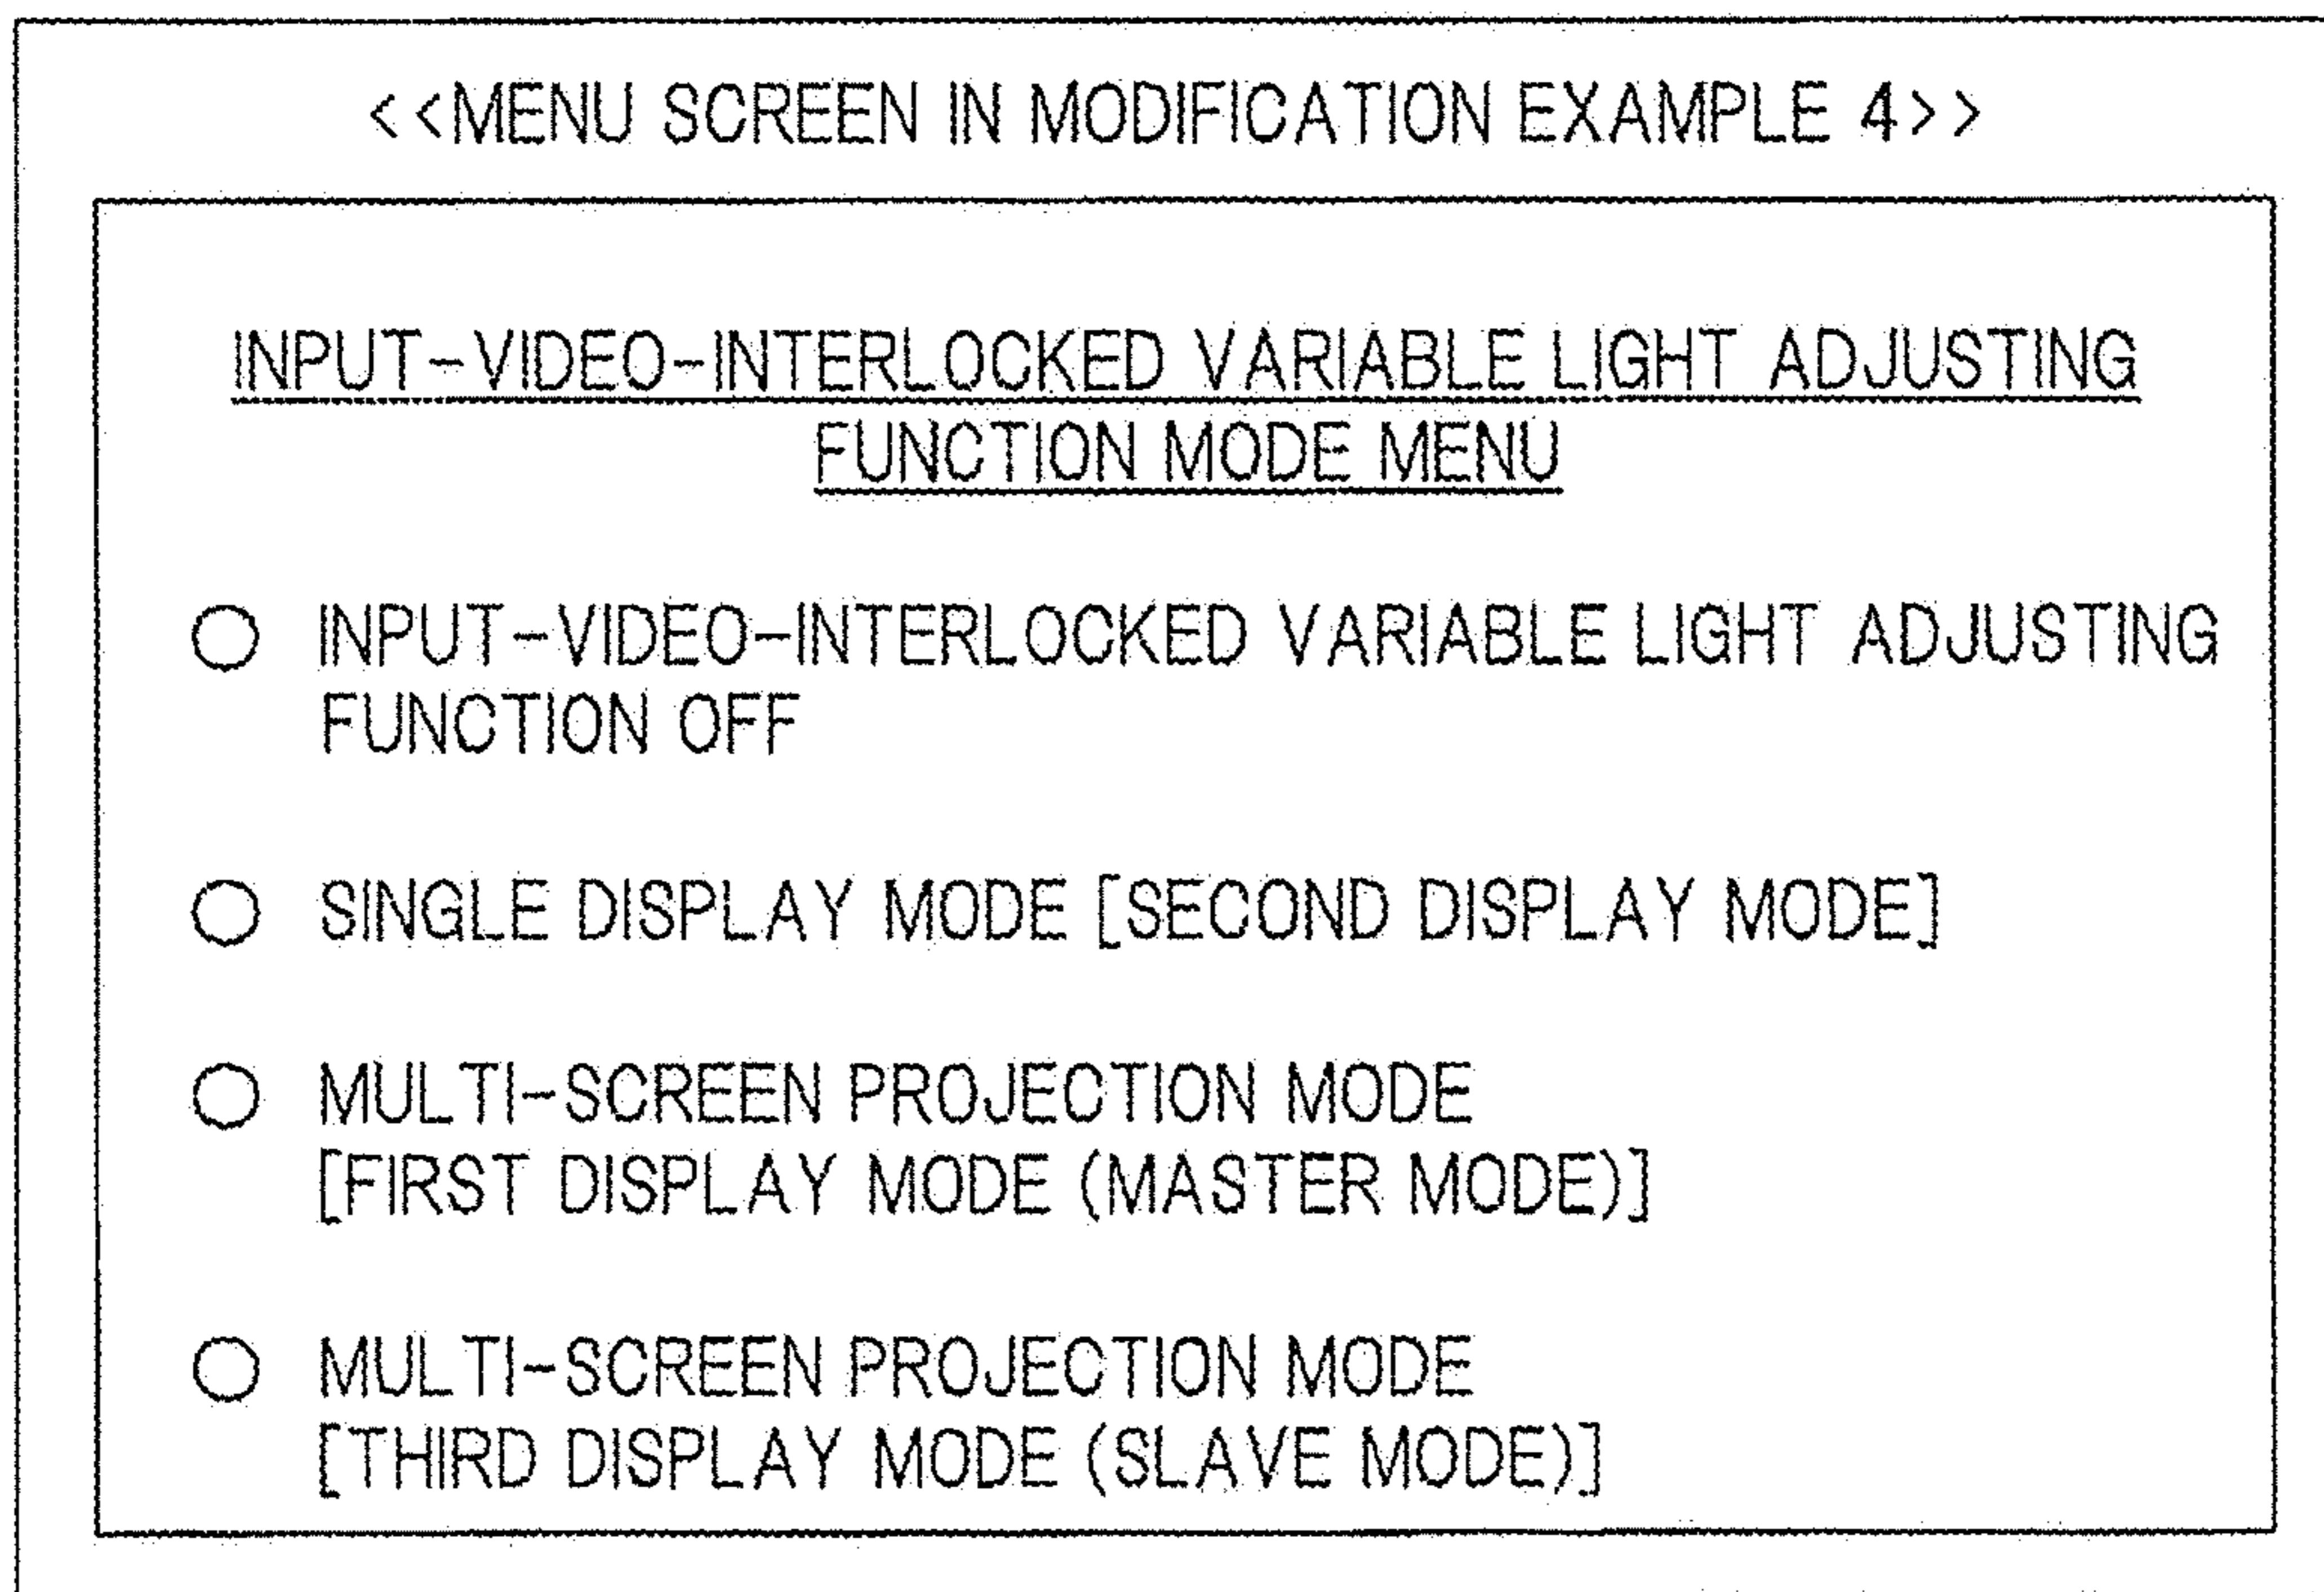 <<MENU SCREEN IN MODIFICATION EXAMPLE 4>>
INPUT-VIDEO-INTERLOCKED VARIABLE LIGHT ADJUSTING
FUNCTION MODE MENU
INPUT-VIDEO-INTERLOCKED VARIABLE LIGHT ADJUSTING
FUNCTION OFF
SINGLE DISPLAY MODE [SECOND DISPLAY MODE]
MULTI-SCREEN PROJECTION MODE
[FIRST DISPLAY MODE (MASTER MODE)]
MULTI-SCREEN PROJECTION MODE
[THIRD DISPLAY MODE (SLAVE MODE)]